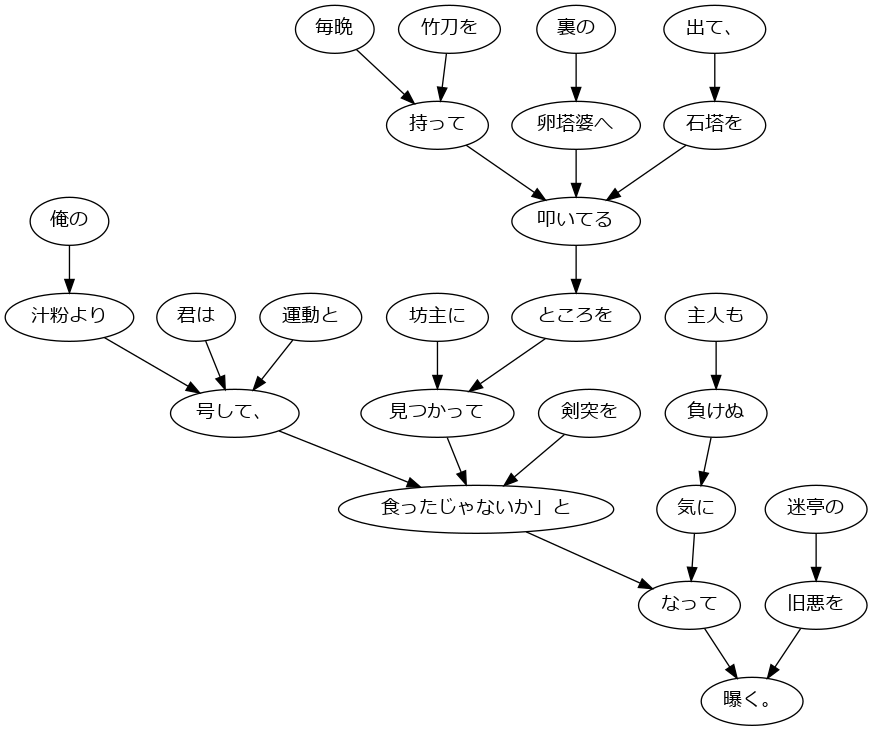 毎晩 竹刀を 裏の 出て、
持って 卵塔婆へ 石塔を
俺の 叩いてる
汁粉より 君は 運動と 坊主に ところを 主人も
号して、 見つかって 剣突を 負けぬ
食ったじゃないか」と 気に 迷亭の
なって 旧悪を
曝く。